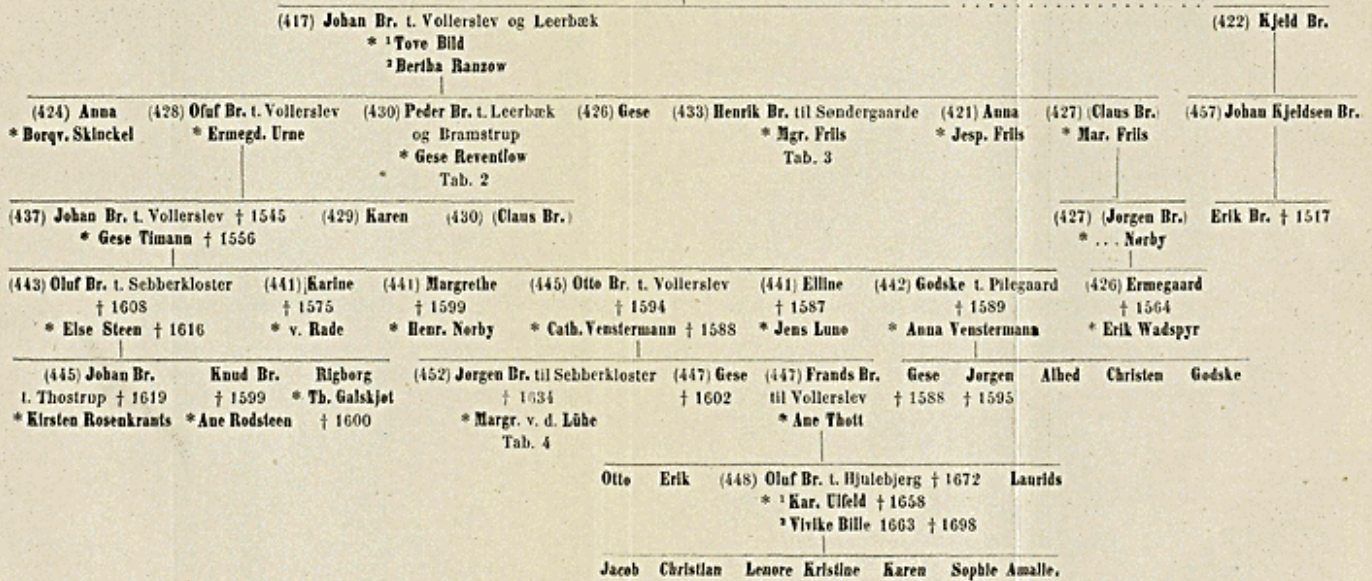 (417) Johan Br. t. Vollerslev og Leerbæk (422) Kjeld Br.
* ¹Tove Bild
²Bertha Ranzow
(424) Anna (428) Oluf Br. t. Vollerslev (430) Peder Br. t. Leerbæk (426) Gese (433) Henrik Br. til Søndergaarde (421) Anna (427) (Claus Br.) (457) Johan Kjeldsen Br.
* Borqv. Skinckel * Ermegd. Urne og Bramstrup * Mgr. Friis * Jesp. Friis * Mar. Friis
* Gese Reventlow Tab. 3
Tab. 2
(437) Johan Br. t. Vollerslev † 1545 (429) Karen (430) (Claus Br.) (427) (Jørgen Br.) Erik Br. † 1517
* Gese Timann † 1556 * ... Nørby
(443) Oluf Br. t. Sebberkloster (441) Karine (441) Margrethe (445) Otto Br. t. Vollerslev (441) Elline (442) Godske t. Pilegaard (426) Ermegaard
† 1608 † 1575 † 1599 † 1594 † 1587 † 1589 † 1564
* Else Steen † 1616 * v. Rade * Henr. Nørby * Cath. Venstermann † 1588 * Jens Luno * Anna Venstermann * Erik Wadspyr
(445) Johan Br. Knud Br. Rigborg (452) Jørgen Br. til Sebberkloster (447) Gese (447) Frands Br. Gese Jørgen Alhed Christen Godske
t. Thostrup † 1619 † 1599 * Th. Galskjøt † 1634 † 1602 til Vollerslev † 1588 † 1595
* Kirsten Rosenkrants * Ane Rodsteen † 1600 * Margr. v. d. Lühe * Ane Thott
Tab. 4
Otto Erik (448) Oluf Br. t. Hjulebjerg † 1672 Laurids
* ¹Kar. Ulfeld † 1658
²Vivike Bille 1663 † 1698
Jacob Christian Lenore Kristine Karen Sophie Amalie.